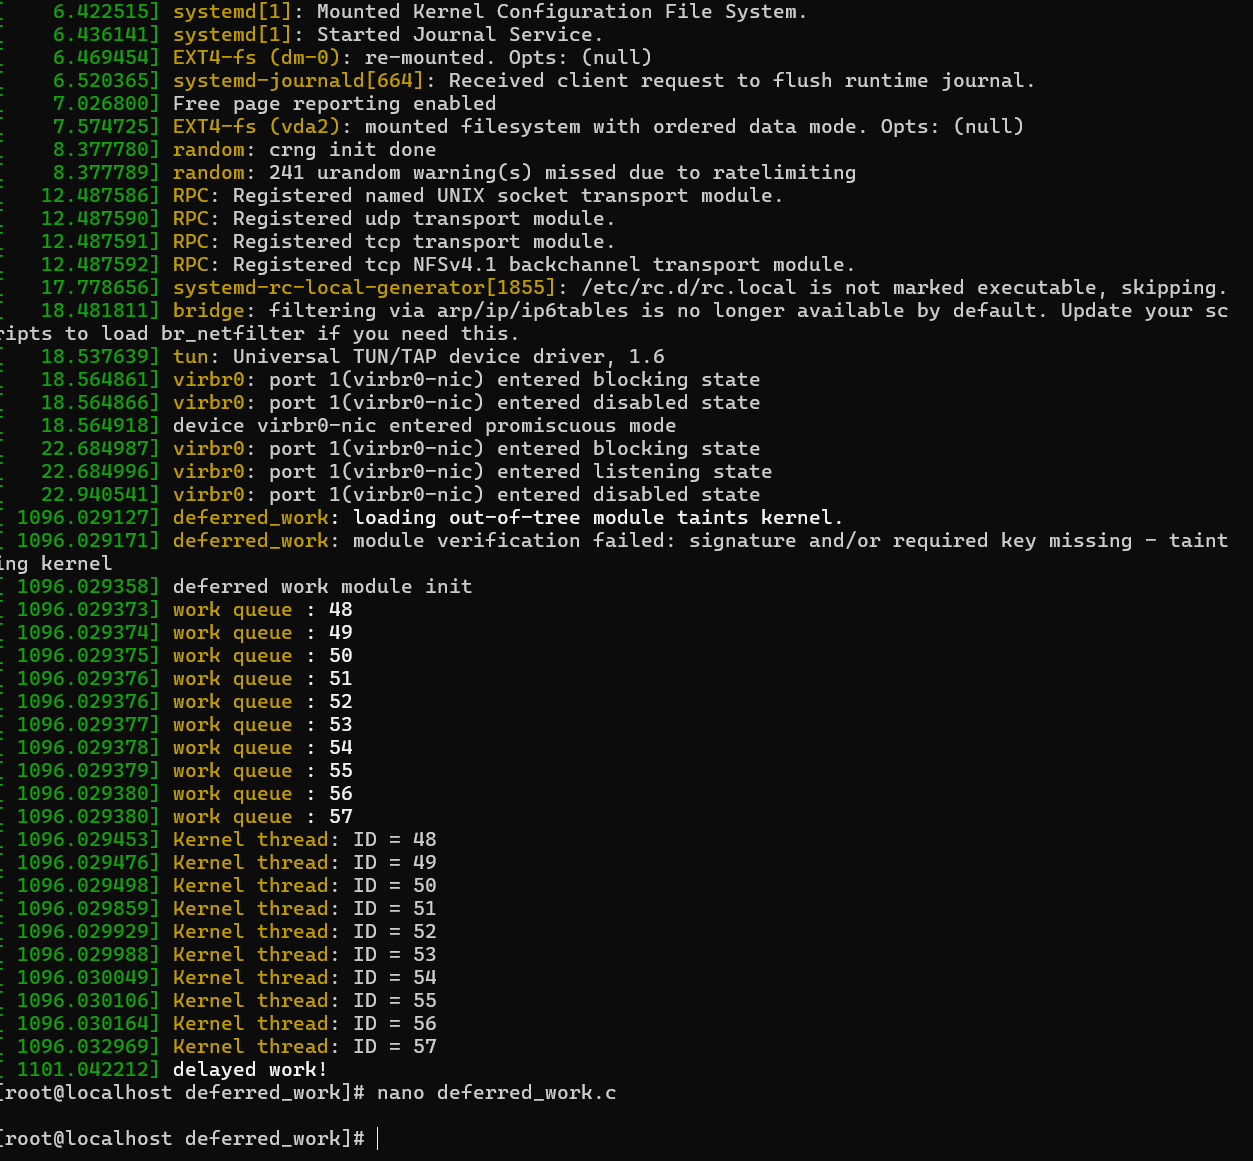 [    6.422515] systemd[1]: Mounted Kernel Configuration File System.
[    6.436141] systemd[1]: Started Journal Service.
[    6.469454] EXT4-fs (dm-0): re-mounted. Opts: (null)
[    6.520365] systemd-journald[664]: Received client request to flush runtime journal.
[    7.026800] Free page reporting enabled
[    7.574725] EXT4-fs (vda2): mounted filesystem with ordered data mode. Opts: (null)
[    8.377780] random: crng init done
[    8.377789] random: 241 urandom warning(s) missed due to ratelimiting
[   12.487586] RPC: Registered named UNIX socket transport module.
[   12.487590] RPC: Registered udp transport module.
[   12.487591] RPC: Registered tcp transport module.
[   12.487592] RPC: Registered tcp NFSv4.1 backchannel transport module.
[   17.778656] systemd-rc-local-generator[1855]: /etc/rc.d/rc.local is not marked executable, skipping.
[   18.481811] bridge: filtering via arp/ip/ip6tables is no longer available by default. Update your sc
ripts to load br_netfilter if you need this.
[   18.537639] tun: Universal TUN/TAP device driver, 1.6
[   18.564861] virbr0: port 1(virbr0-nic) entered blocking state
[   18.564866] virbr0: port 1(virbr0-nic) entered disabled state
[   18.564918] device virbr0-nic entered promiscuous mode
[   22.684987] virbr0: port 1(virbr0-nic) entered blocking state
[   22.684996] virbr0: port 1(virbr0-nic) entered listening state
[   22.940541] virbr0: port 1(virbr0-nic) entered disabled state
[ 1096.029127] deferred_work: loading out-of-tree module taints kernel.
[ 1096.029171] deferred_work: module verification failed: signature and/or required key missing - taint
ing kernel
[ 1096.029358] deferred work module init
[ 1096.029373] work queue : 48
[ 1096.029374] work queue : 49
[ 1096.029375] work queue : 50
[ 1096.029376] work queue : 51
[ 1096.029376] work queue : 52
[ 1096.029377] work queue : 53
[ 1096.029378] work queue : 54
[ 1096.029379] work queue : 55
[ 1096.029380] work queue : 56
[ 1096.029380] work queue : 57
[ 1096.029453] Kernel thread: ID = 48
[ 1096.029476] Kernel thread: ID = 49
[ 1096.029498] Kernel thread: ID = 50
[ 1096.029859] Kernel thread: ID = 51
[ 1096.029929] Kernel thread: ID = 52
[ 1096.029988] Kernel thread: ID = 53
[ 1096.030049] Kernel thread: ID = 54
[ 1096.030106] Kernel thread: ID = 55
[ 1096.030164] Kernel thread: ID = 56
[ 1096.032969] Kernel thread: ID = 57
[ 1101.042212] delayed work!
[root@localhost deferred_work]# nano deferred_work.c
[root@localhost deferred_work]#